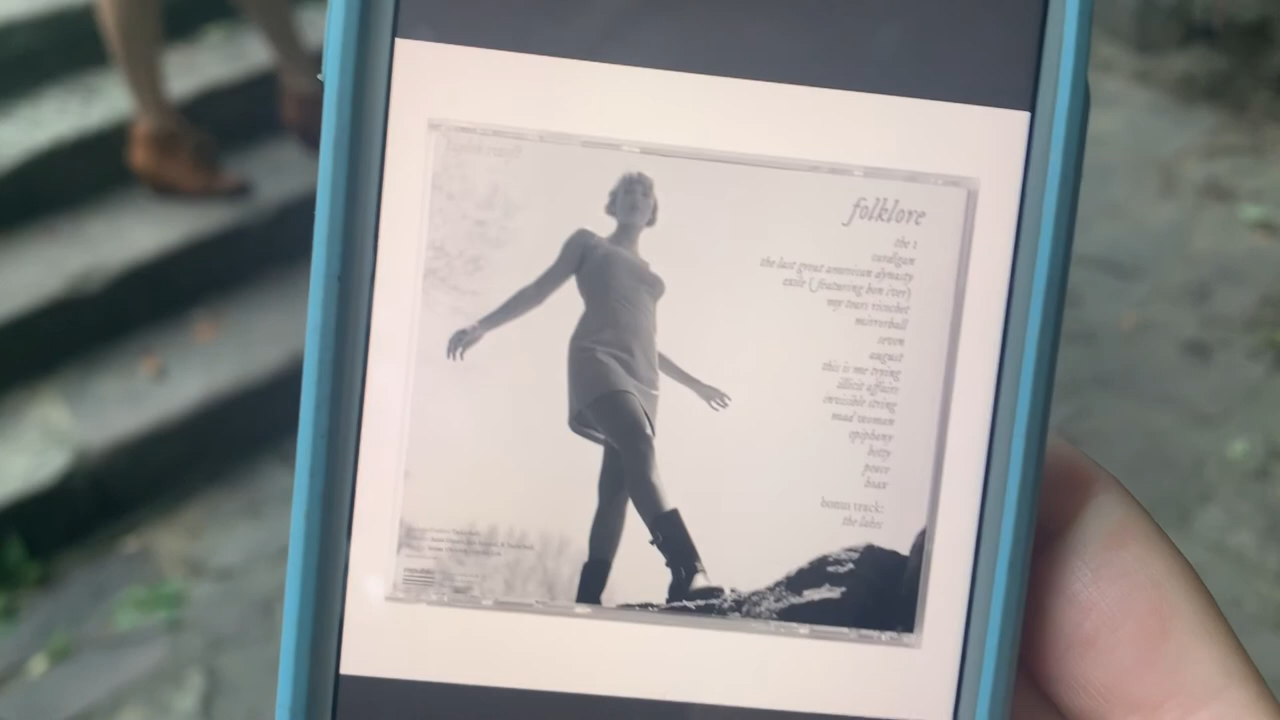 folklore
the 1
cardigan
the last great american dynasty
exile (featuring bon iver)
my tears ricochet
mirrorball
seven
august
this is me trying
illicit affairs
invisible string
mad woman
epiphany
betty
peace
hoax
bonus track:
the lakes